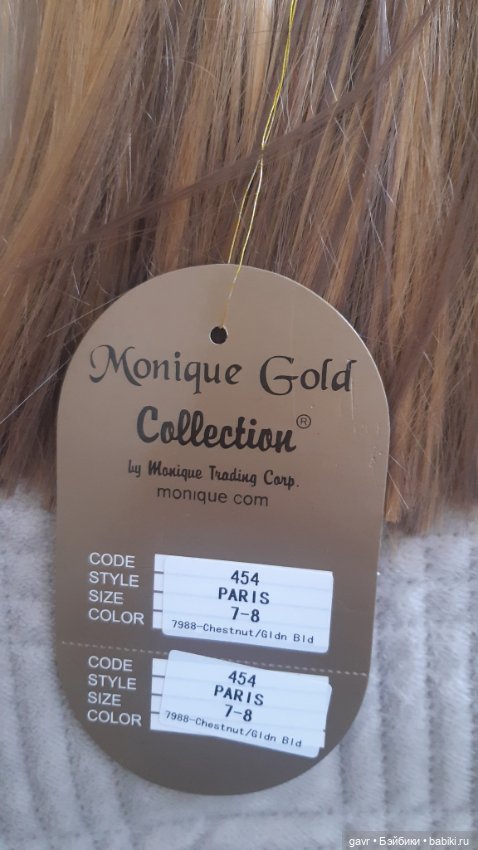 Monique Gold
Collection®
by Monique Trading Corp.
monique.com
CODE 454
STYLE PARIS
SIZE 7-8
COLOR 7988-Chestnut/Gldn Bld
CODE 454
STYLE PARIS
SIZE 7-8
COLOR 7988-Chestnut/Gldn Bld
gavr • Бэйбики • babiki.ru